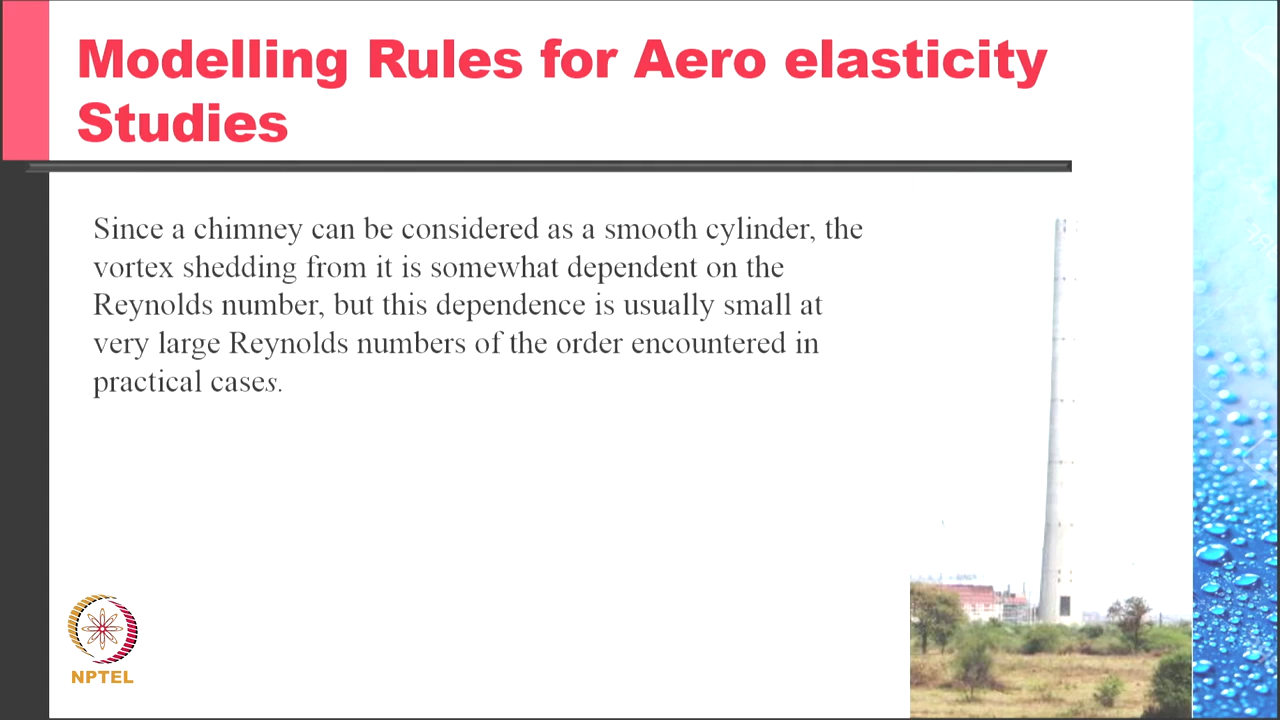 Modelling Rules for Aero elasticity
Studies
Since a chimney can be considered as a smooth cylinder, the
vortex shedding from it is somewhat dependent on the
Reynolds number, but this dependence is usually small at
very large Reynolds numbers of the order encountered in
practical cases.
NPTEL